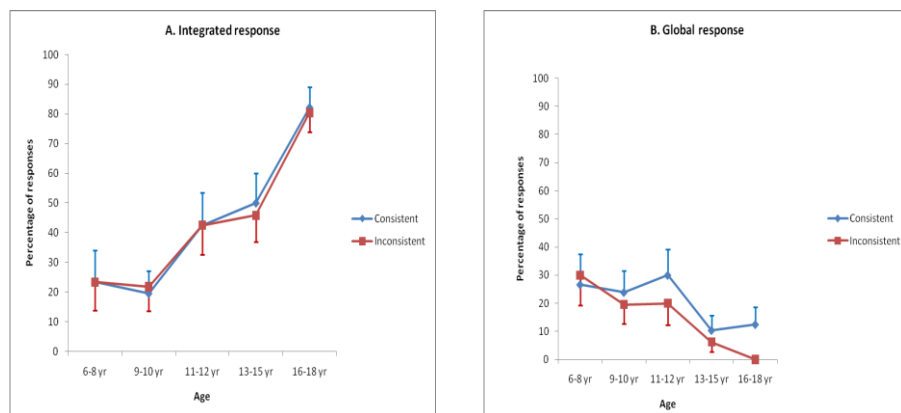 A. Integrated response
100
90
80
70
60
50
40
30
20
10
0
Percentage of responses
6-8 yr
9-10 yr
11-12 yr
13-15 yr
16-18 yr
Age
Consistent
Inconsistent
B. Global response
100
90
80
70
60
50
40
30
20
10
0
Percentage of responses
6-8 yr
9-10 yr
11-12 yr
13-15 yr
16-18 yr
Age
Consistent
Inconsistent